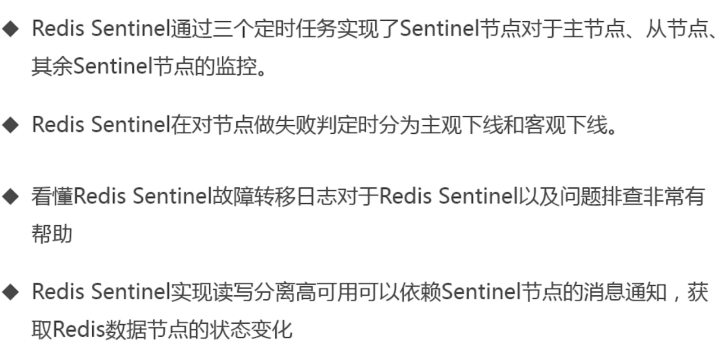 ◆ Redis Sentinel通过三个定时任务实现了Sentinel节点对于主节点、从节点、
其余Sentinel节点的监控。
◆ Redis Sentinel在对节点做失败判定时分为主观下线和客观下线。
◆ 看懂Redis Sentinel故障转移日志对于Redis Sentinel以及问题排查非常有
帮助
◆ Redis Sentinel实现读写分离高可用可以依赖Sentinel节点的消息通知，获
取Redis数据节点的状态变化